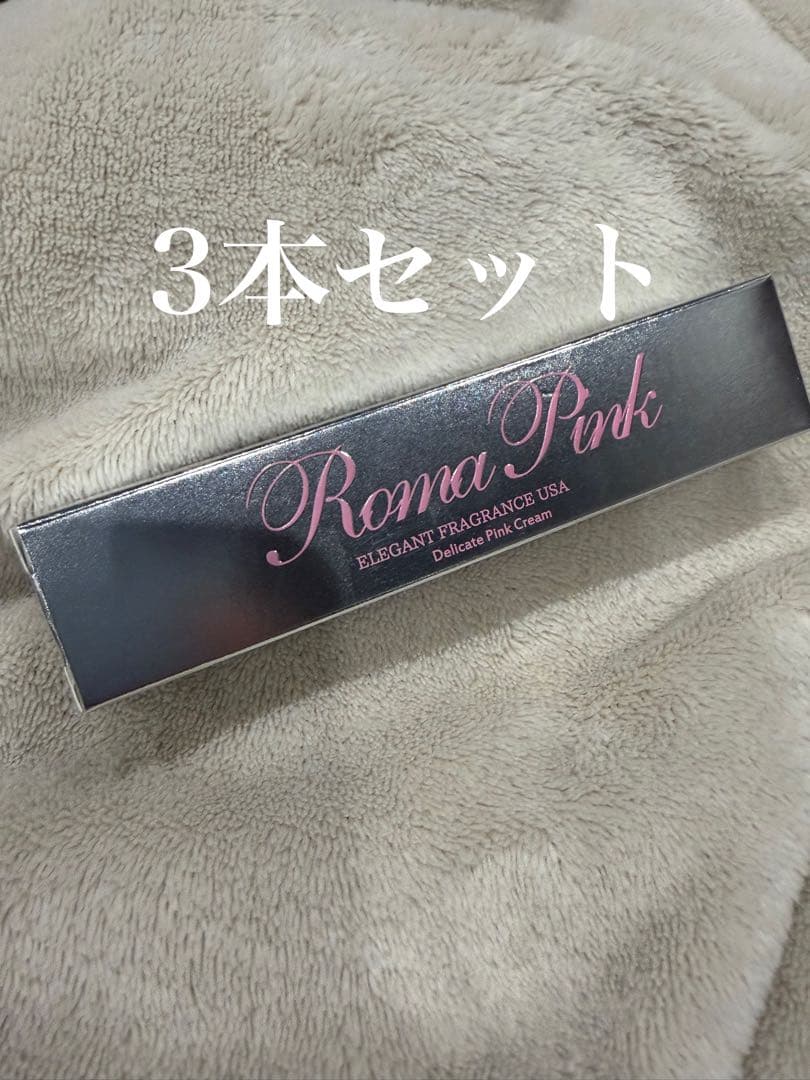 3本セット
Roma Pink
ELEGANT FRAGRANCE USA
Delicate Pink Cream